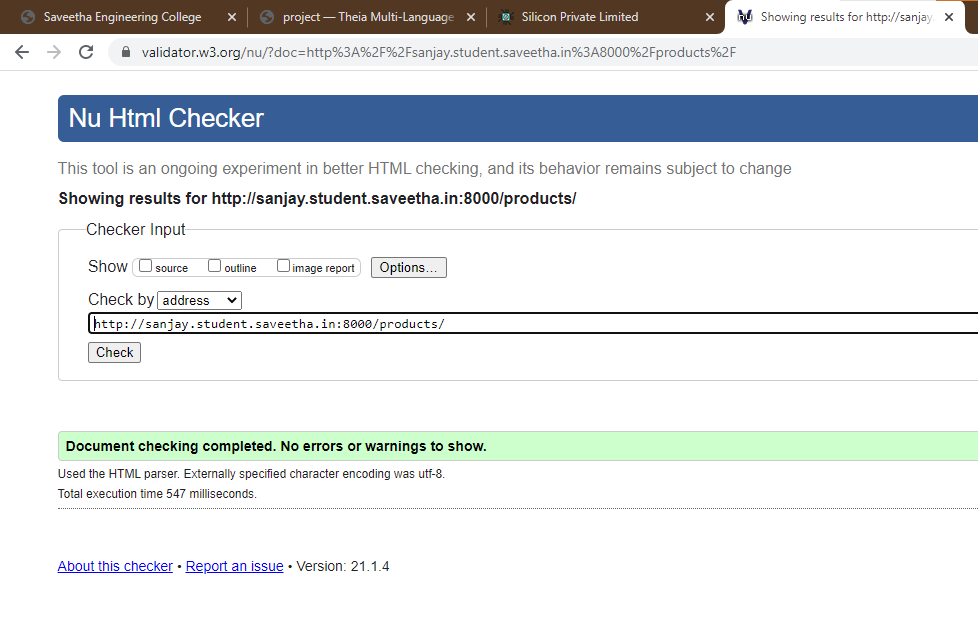 Saveetha Engineering College
project — Theia Multi-Language
Silicon Private Limited
Showing results for http://sanjay.
validator.w3.org/nu/?doc=http%3A%2F%2Fsanjay.student.saveetha.in%3A8000%2Fproducts%2F
Nu Html Checker
This tool is an ongoing experiment in better HTML checking, and its behavior remains subject to change
Showing results for http://sanjay.student.saveetha.in:8000/products/
Checker Input
Show source outline image report Options...
Check by address
http://sanjay.student.saveetha.in:8000/products/
Check
Document checking completed. No errors or warnings to show.
Used the HTML parser. Externally specified character encoding was utf-8.
Total execution time 547 milliseconds.
About this checker • Report an issue • Version: 21.1.4